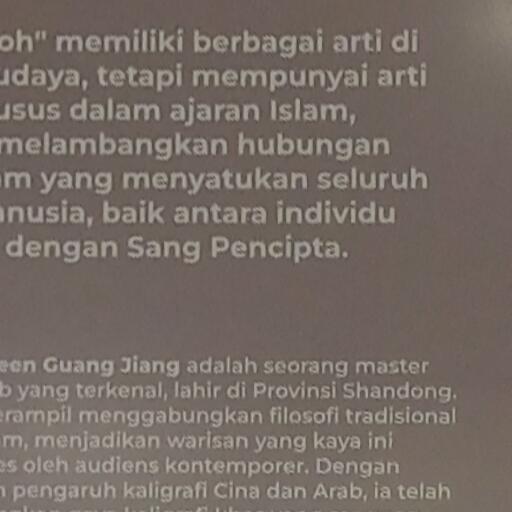 oh" memiliki berbagai arti di
udaya, tetapi mempunyai arti
usus dalam ajaran Islam,
melambangkan hubungan
m yang menyatukan seluruh
nusia, baik antara individu
dengan Sang Pencipta.
een Guang Jiang adalah seorang master
b yang terkenal, lahir di Provinsi Shandong.
erampil menggabungkan filosofi tradisional
m, menjadikan warisan yang kaya ini
es oleh audiens kontemporer. Dengan
n pengaruh kaligrafi Cina dan Arab, ia telah